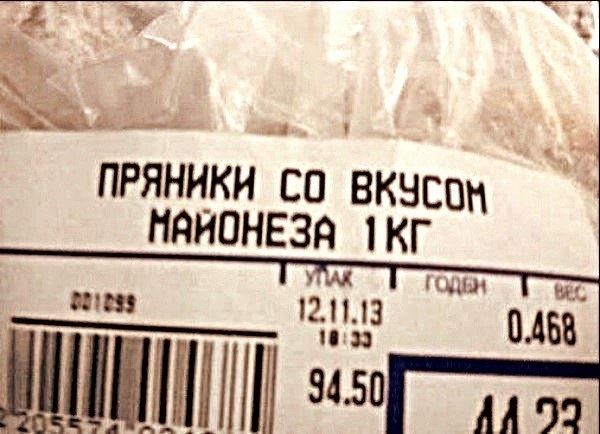 ПРЯНИКИ СО ВКУСОМ
МАЙОНЕЗА 1КГ
УПАК ГОДЕН ВЕС
001099 12.11.13 0.468
18:33
94.50 44.23